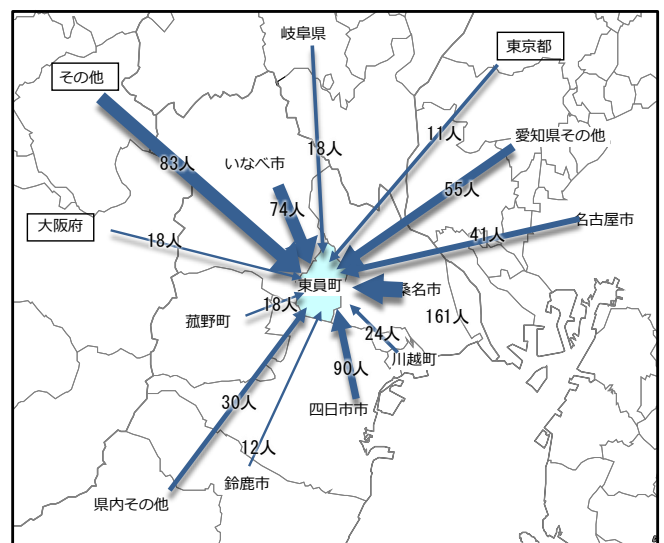 岐阜県
東京都
その他
11人
愛知県その他
18人
83人
いなべ市
55人
74人
名古屋市
大阪府
41人
18人
東員町
桑名市
18人
菰野町
161人
24人
川越町
90人
30人
四日市市
12人
鈴鹿市
県内その他